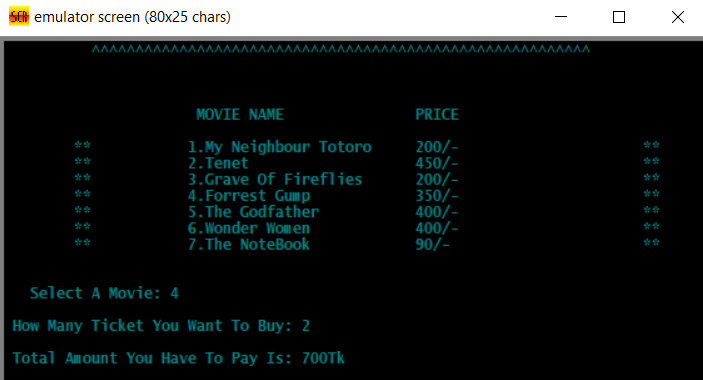 SCR emulator screen (80x25 chars)
^^^^^^^^^^^^^^^^^^^^^^^^^^^^^^^^^^^^^^^^^^^^^^^^^^^^^^^^^
MOVIE NAME PRICE
** 1.My Neighbour Totoro 200/- **
** 2.Tenet 450/- **
** 3.Grave Of Fireflies 200/- **
** 4.Forrest Gump 350/- **
** 5.The Godfather 400/- **
** 6.Wonder Women 400/- **
** 7.The NoteBook 90/- **
Select A Movie: 4
How Many Ticket You Want To Buy: 2
Total Amount You Have To Pay Is: 700Tk